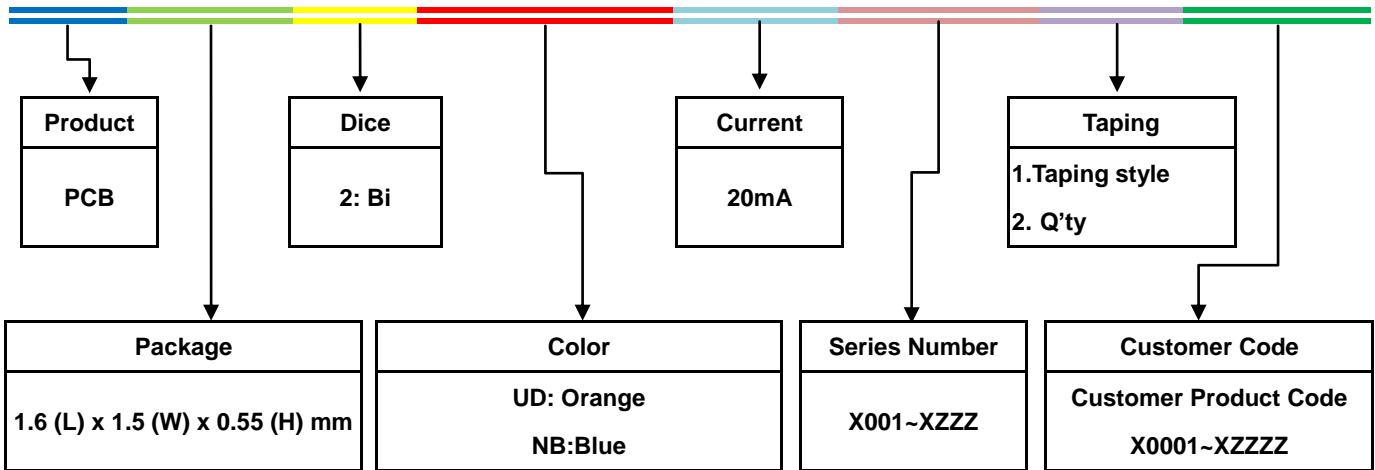 Product
PCB
Dice
2: Bi
Current
20mA
Taping
1.Taping style
2. Q’ty
Package
1.6 (L) x 1.5 (W) x 0.55 (H) mm
Color
UD: Orange
NB:Blue
Series Number
X001~XZZZ
Customer Code
Customer Product Code
X0001~XZZZZ